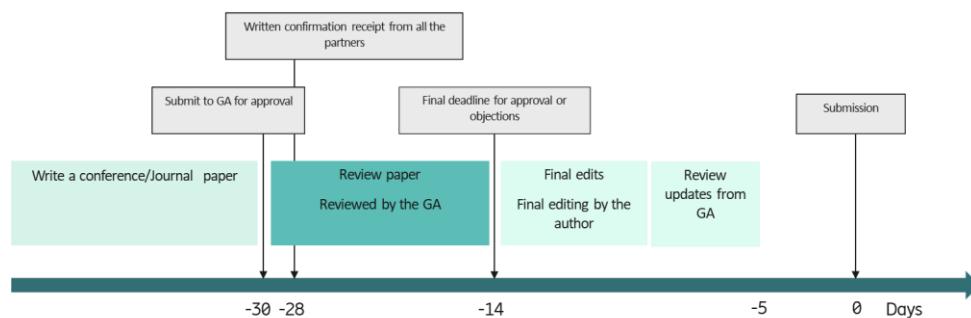 Written confirmation receipt from all the
partners
Submit to GA for approval
Final deadline for approval or
objections
Submission
Write a conference/Journal paper
Review paper
Reviewed by the GA
Final edits
Final editing by the
author
Review
updates from
GA
-30 -28 -14 -5 0 Days